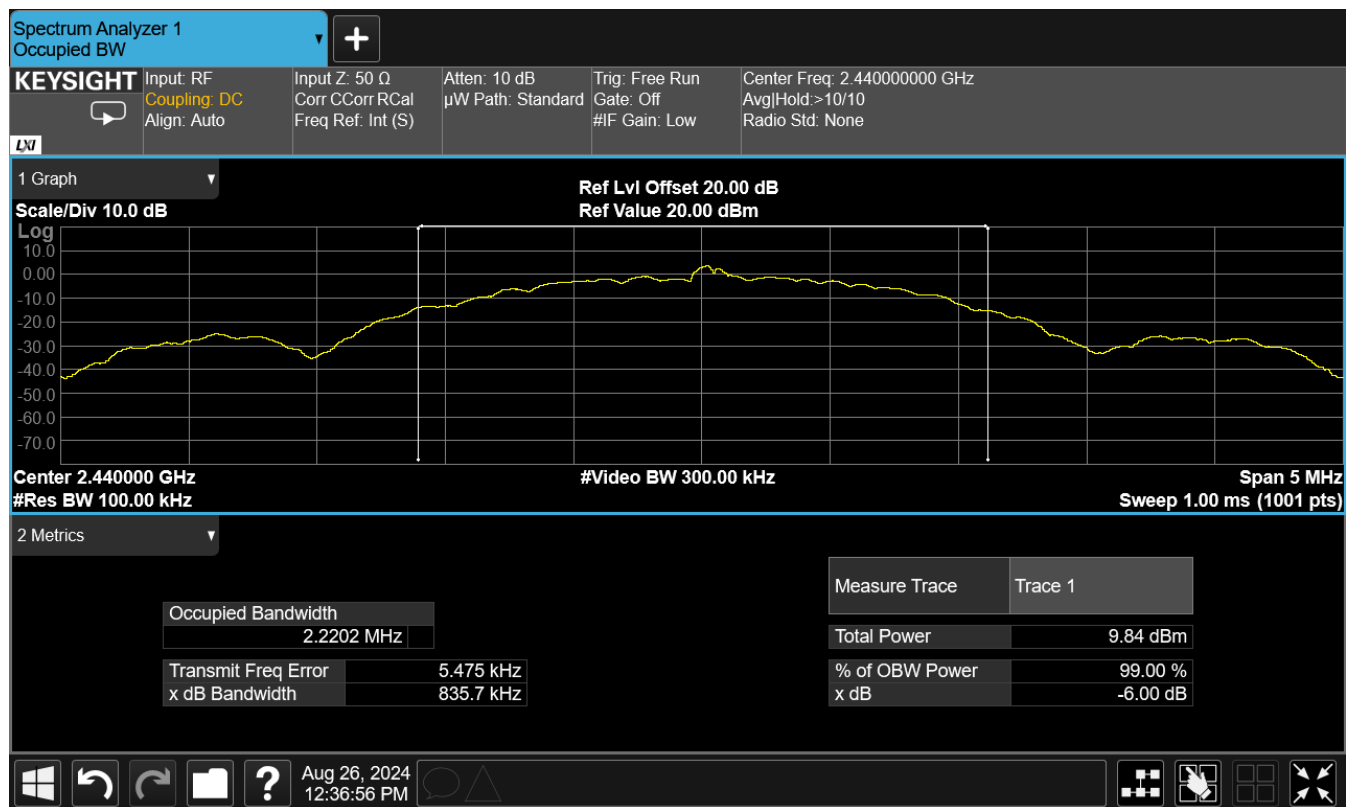 Spectrum Analyzer 1
Occupied BW
KEYSIGHT
LXI
Input: RF
Coupling: DC
Align: Auto
Input Z: 50 Ω
Corr CCorr RCal
Freq Ref: Int (S)
Atten: 10 dB
µW Path: Standard
Trig: Free Run
Gate: Off
#IF Gain: Low
Center Freq: 2.440000000 GHz
Avg|Hold:>10/10
Radio Std: None
1 Graph
Scale/Div 10.0 dB
Ref Lvl Offset 20.00 dB
Ref Value 20.00 dBm
Log
10.0
0.00
-10.0
-20.0
-30.0
-40.0
-50.0
-60.0
-70.0
Center 2.440000 GHz
#Res BW 100.00 kHz
#Video BW 300.00 kHz
Span 5 MHz
Sweep 1.00 ms (1001 pts)
2 Metrics
Occupied Bandwidth
2.2202 MHz
Transmit Freq Error 5.475 kHz
x dB Bandwidth 835.7 kHz
Measure Trace Trace 1
Total Power 9.84 dBm
% of OBW Power 99.00 %
x dB -6.00 dB
?
Aug 26, 2024
12:36:56 PM